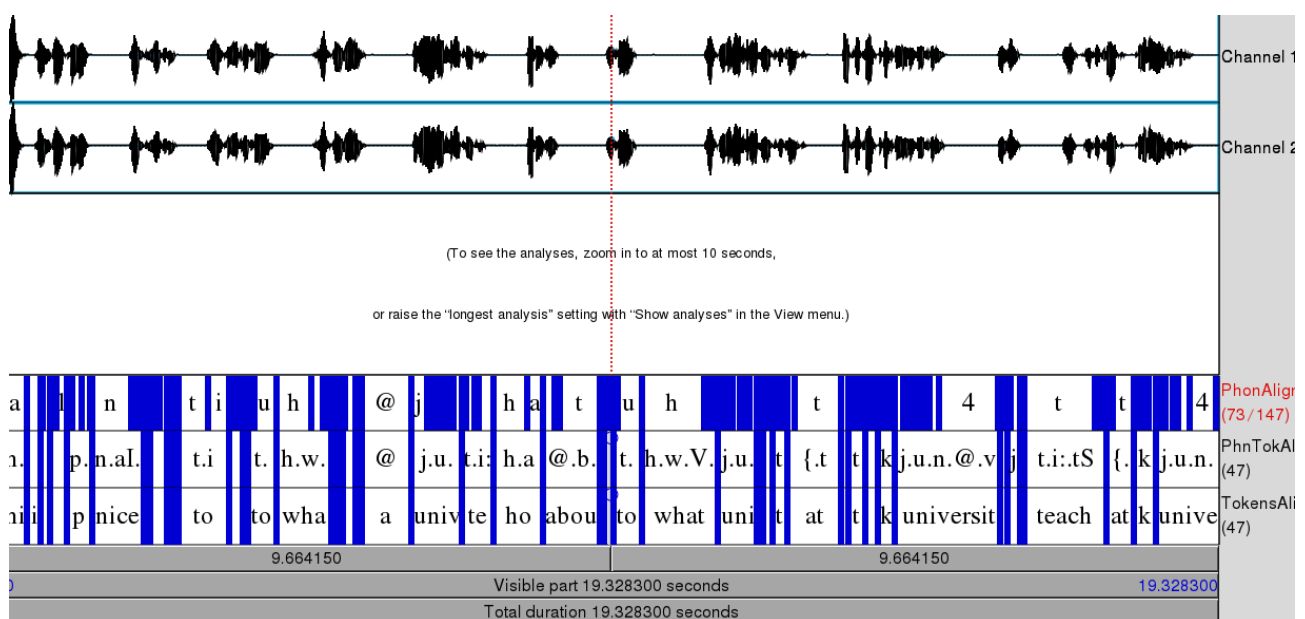 Channel 1
Channel 2
(To see the analyses, zoom in to at most 10 seconds,
or raise the "longest analysis" setting with "Show analyses" in the View menu.)
a l n t i u h @ j h a t u h t 4 t t 4 PhonAlign
(73/147)
p. n.aI. t.i t. h.w. @ j.u. t.i: h.a @.b. t. h.w.V. j.u. t {.t t k j.u.n.@.v j t.i:.tS {. k j.u.n. PhnTokAl
(47)
i p nice to to wha a univ te ho abou to what uni t at t k universit teach at k unive TokensAli
(47)
9.664150 9.664150
Visible part 19.328300 seconds 19.328300
Total duration 19.328300 seconds